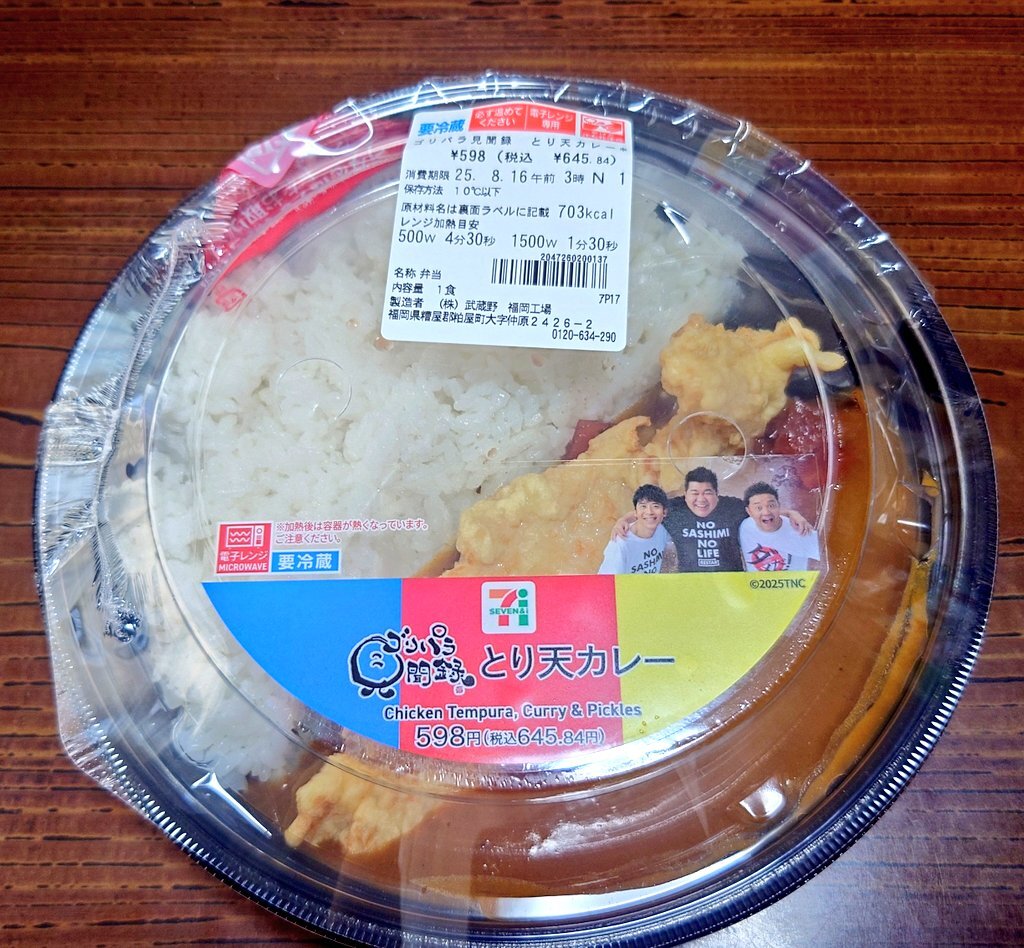 要冷蔵
必ず温めて
ください
電子レンジ
専用
ゴリパラ見聞録 とり天カレー
¥598 (税込 ¥645.84)
消費期限 25. 8.16午前 3時 N 1
保存方法 10℃以下
原材料名は裏面ラベルに記載 703kcal
レンジ加熱目安
500W 4分30秒 1500W 1分30秒
2047260200137
名称 弁当
内容量 1食
7P17
製造者 (株)武蔵野 福岡工場
福岡県糟屋郡粕屋町大字仲原2426-2
0120-634-290
NO
SASHIMI
NO LIFE
NO
SASHIMI
NO
電子レンジ
MICROWAVE
※加熱後は容器が熱くなっています。
ご注意ください。
要冷蔵
©2025TNC
SEVEN&i
ゴリパラ
見聞録
とり天カレー
Chicken Tempura, Curry & Pickles
598円(税込645.84円)